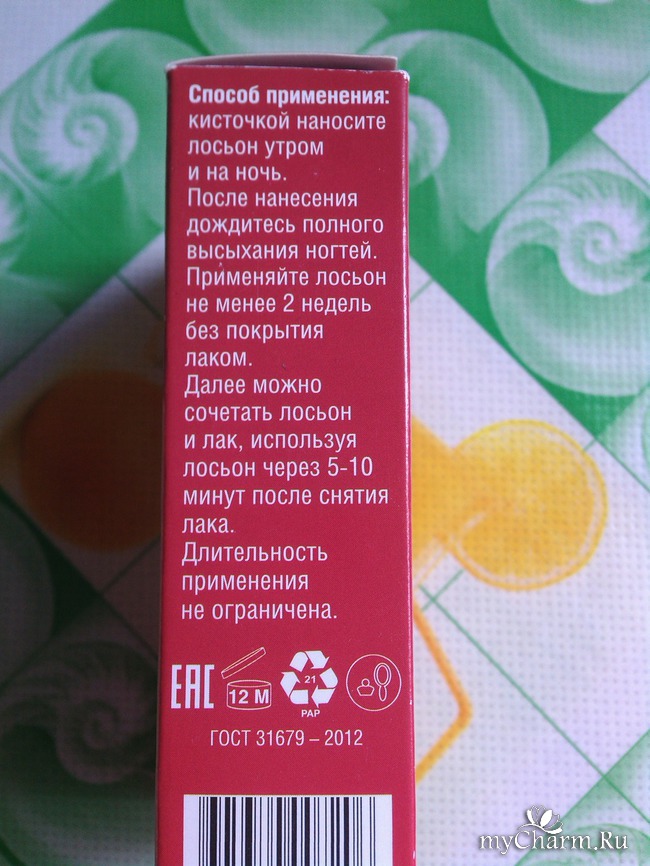 Способ применения:
кисточкой наносите
лосьон утром
и на ночь.
После нанесения
дождитесь полного
высыхания ногтей.
Применяйте лосьон
не менее 2 недель
без покрытия
лаком.
Далее можно
сочетать лосьон
и лак, используя
лосьон через 5-10
минут после снятия
лака.
Длительность
применения
не ограничена.
EAC 12 М 21
PAP
ГОСТ 31679 – 2012
myCharm.Ru